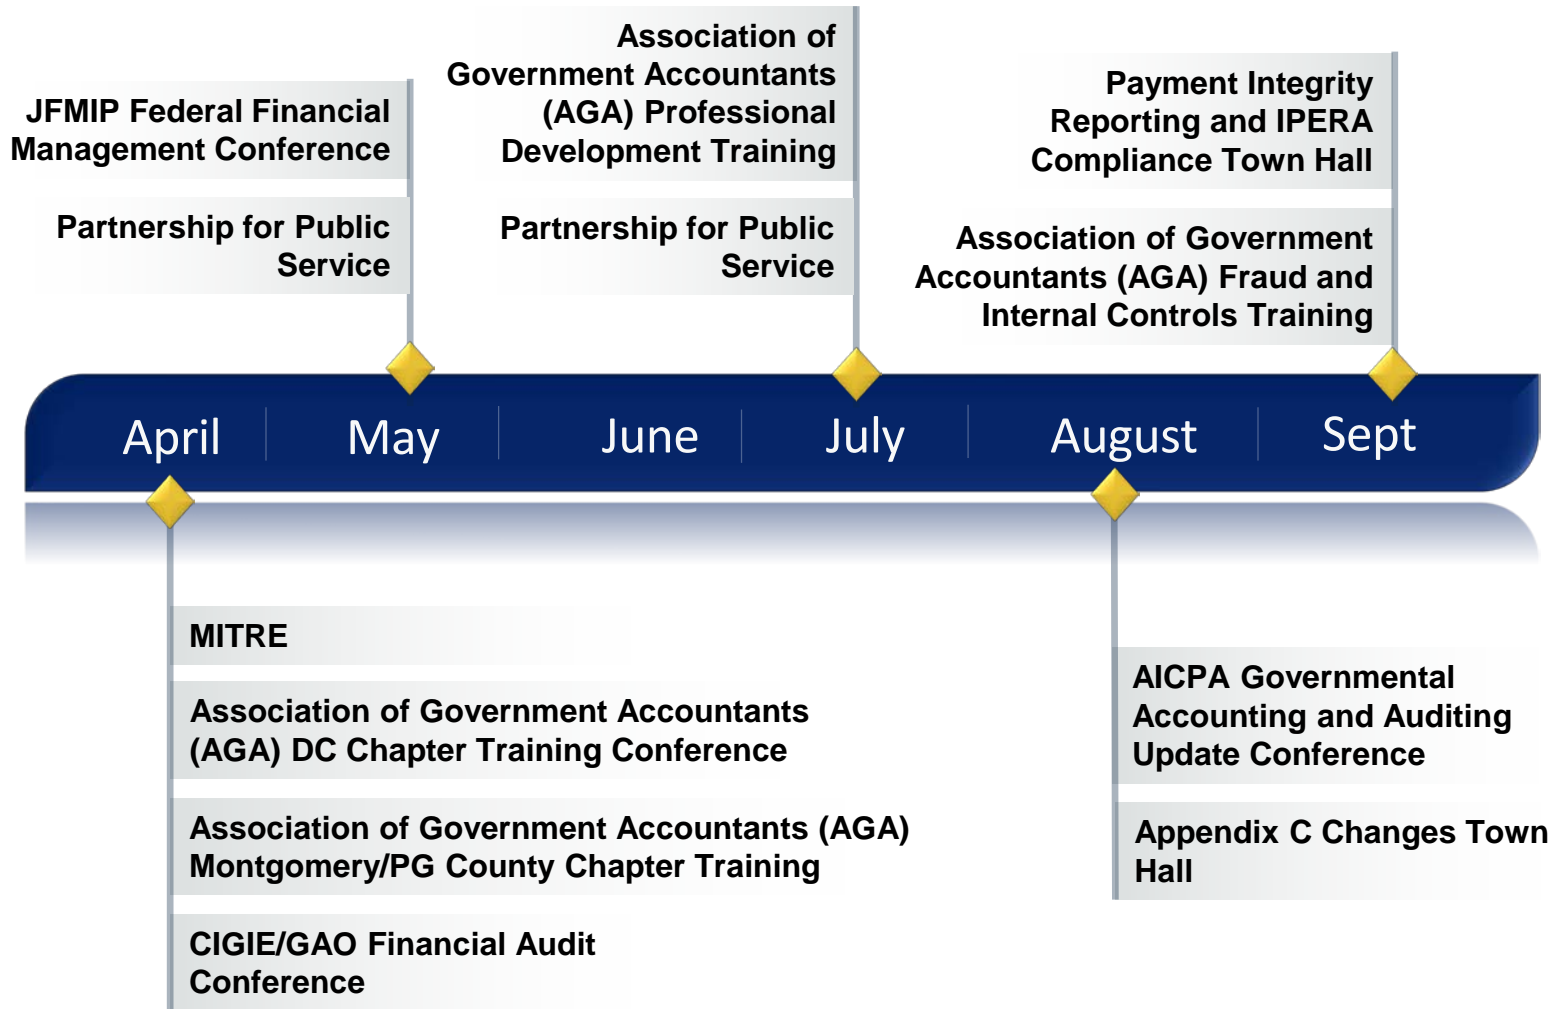 JFMIP Federal Financial
Management Conference
Partnership for Public
Service
Association of
Government Accountants
(AGA) Professional
Development Training
Partnership for Public
Service
Payment Integrity
Reporting and IPERA
Compliance Town Hall
Association of Government
Accountants (AGA) Fraud and
Internal Controls Training
April
May
June
July
August
Sept
MITRE
Association of Government Accountants
(AGA) DC Chapter Training Conference
Association of Government Accountants (AGA)
Montgomery/PG County Chapter Training
CIGIE/GAO Financial Audit
Conference
AICPA Governmental
Accounting and Auditing
Update Conference
Appendix C Changes Town
Hall